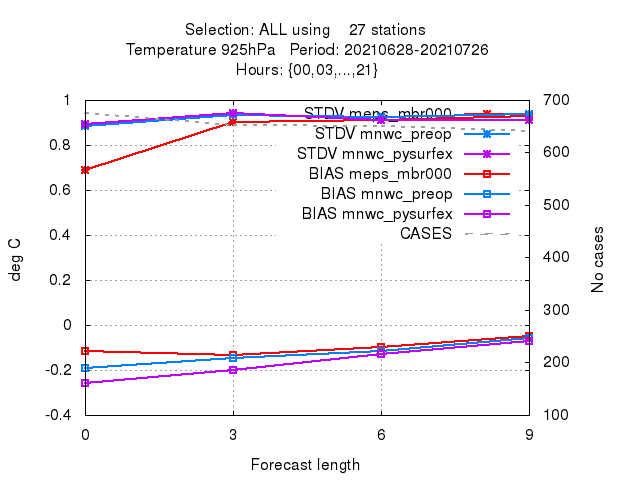 Selection: ALL using 27 stations
Temperature 925hPa Period: 20210628-20210726
Hours: {00,03,...,21}
1
0.8
0.6
0.4
0.2
0
-0.2
-0.4
deg C
700
600
500
400
300
200
100
No cases
STDV meps_mbr000
STDV mnwc_preop
STDV mnwc_pysurfex
BIAS meps_mbr000
BIAS mnwc_preop
BIAS mnwc_pysurfex
CASES
0 3 6 9
Forecast length